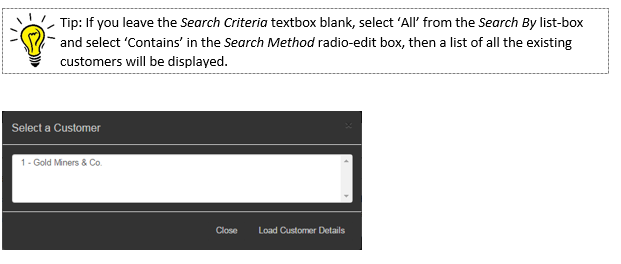 Tip: If you leave the Search Criteria textbox blank, select ‘All’ from the Search By list-box
and select ‘Contains’ in the Search Method radio-edit box, then a list of all the existing
customers will be displayed.
Select a Customer
1 - Gold Miners & Co.
Close Load Customer Details